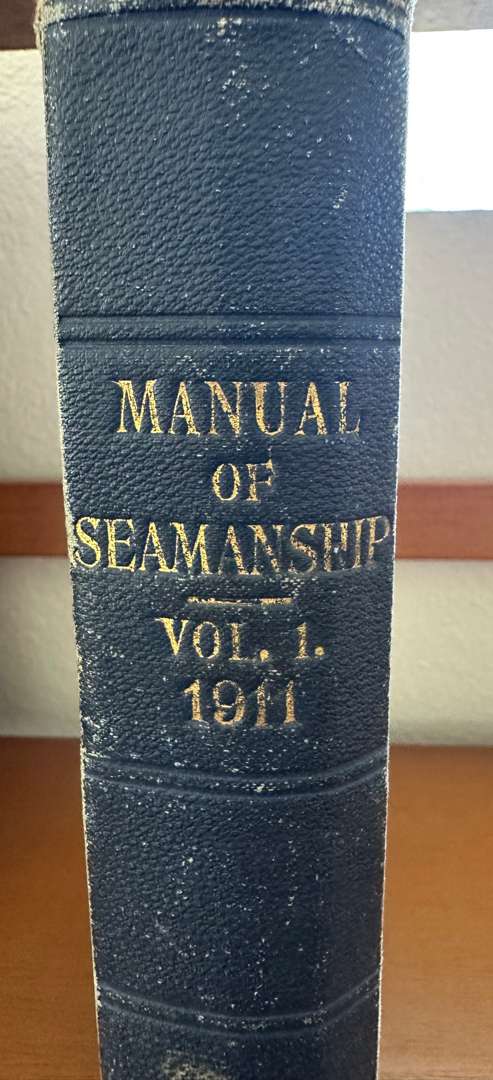 MANUAL
OF
SEAMANSHIP
VOL. 1.
1911